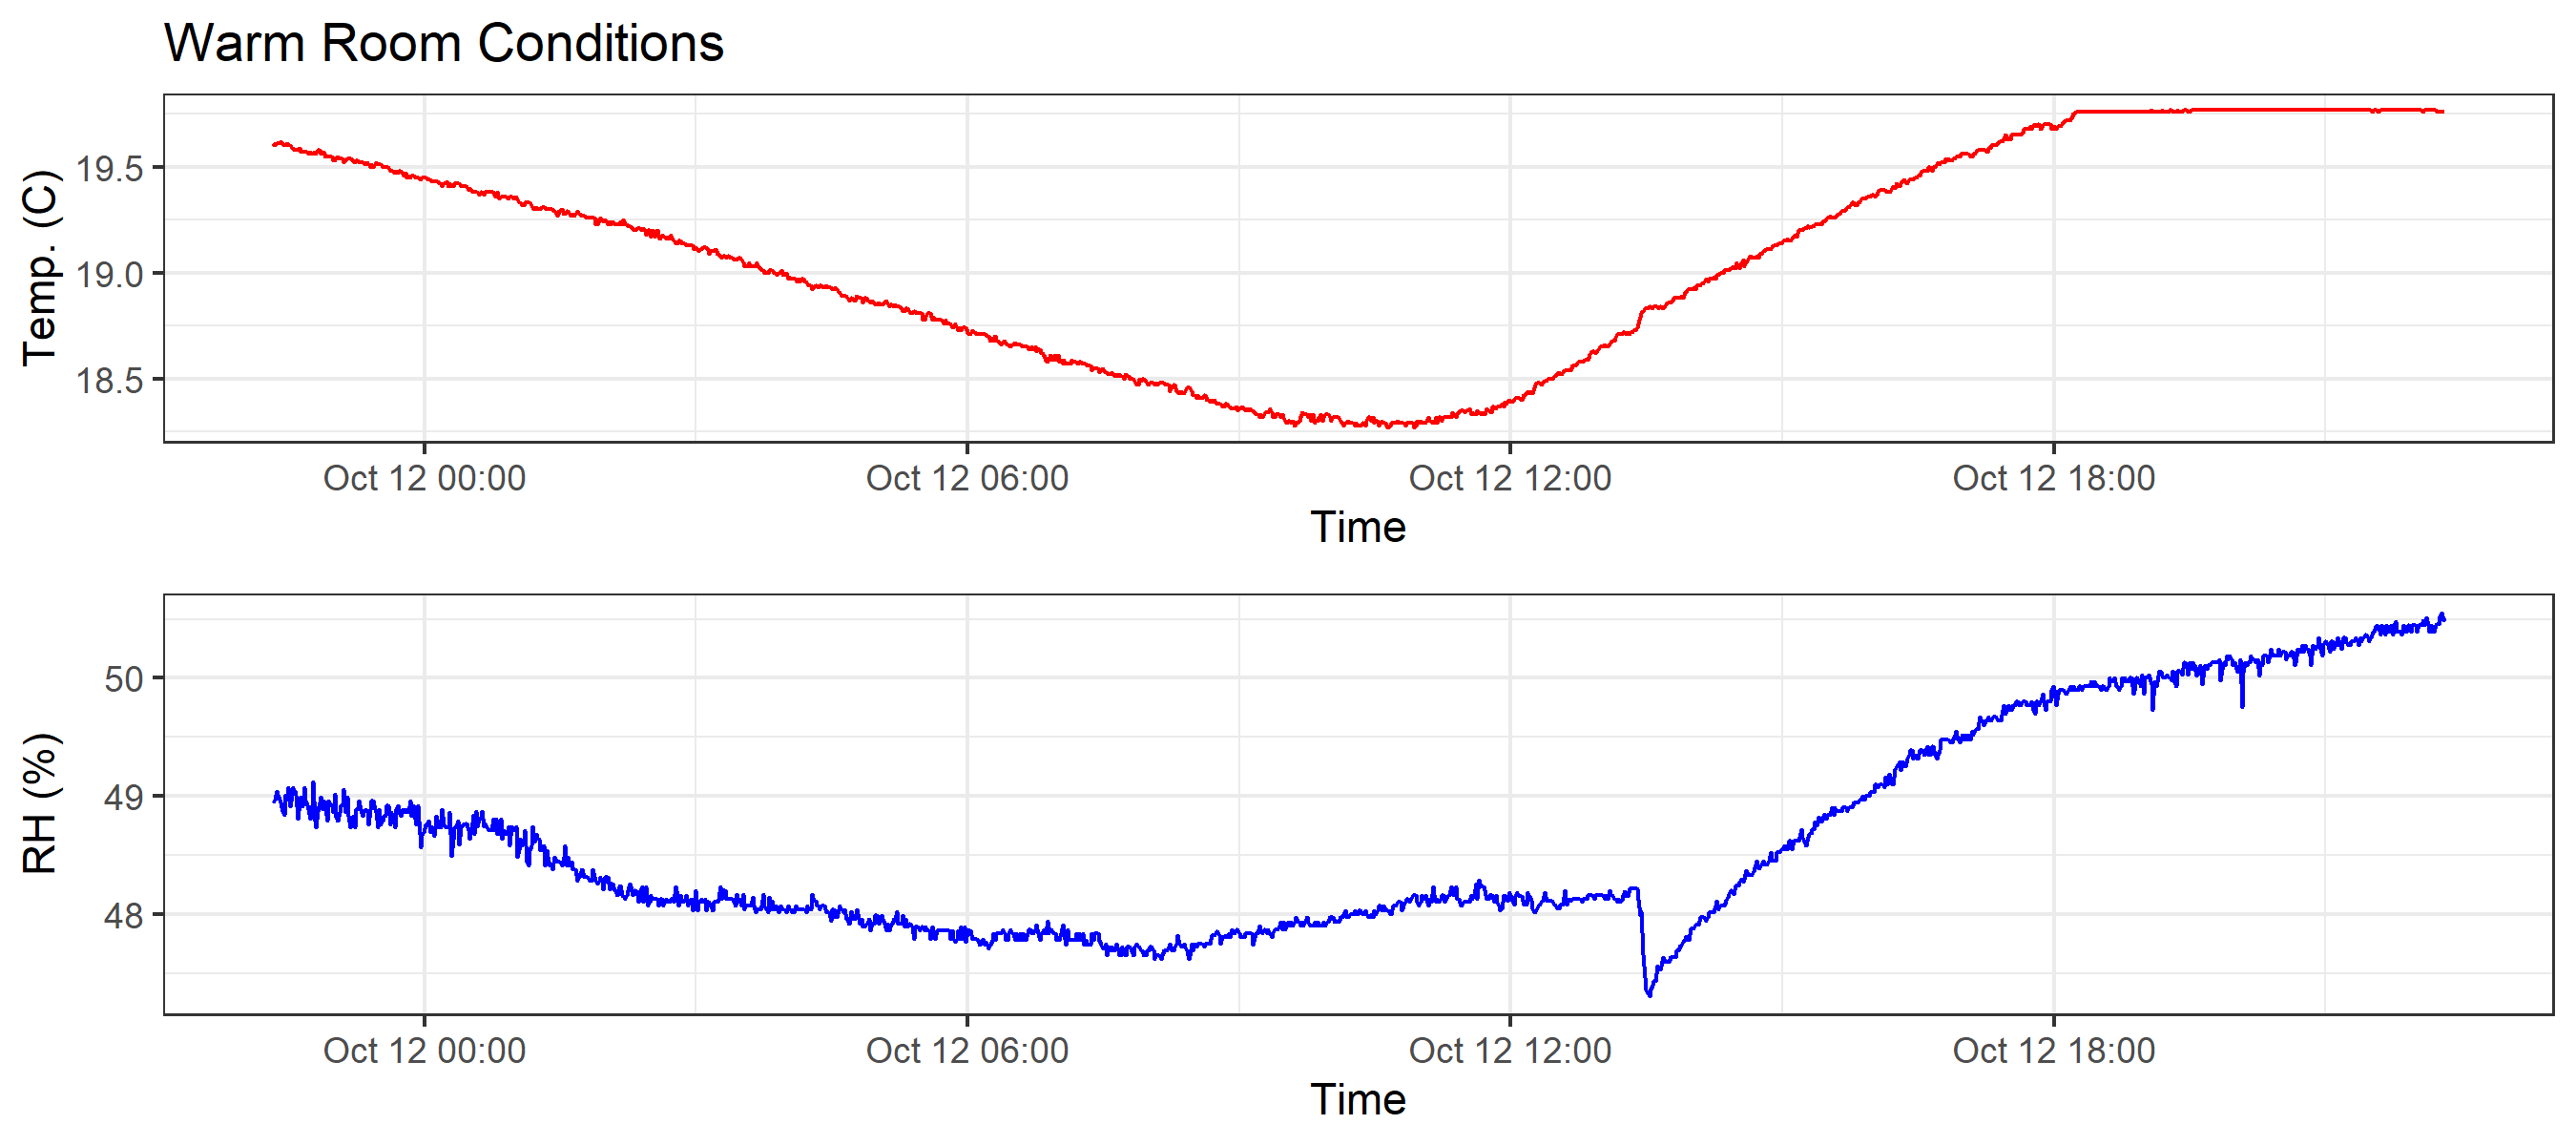 Warm Room Conditions
Temp. (C)
19.5
19.0
18.5
Oct 12 00:00 Oct 12 06:00 Oct 12 12:00 Oct 12 18:00
Time
RH (%)
50
49
48
Oct 12 00:00 Oct 12 06:00 Oct 12 12:00 Oct 12 18:00
Time